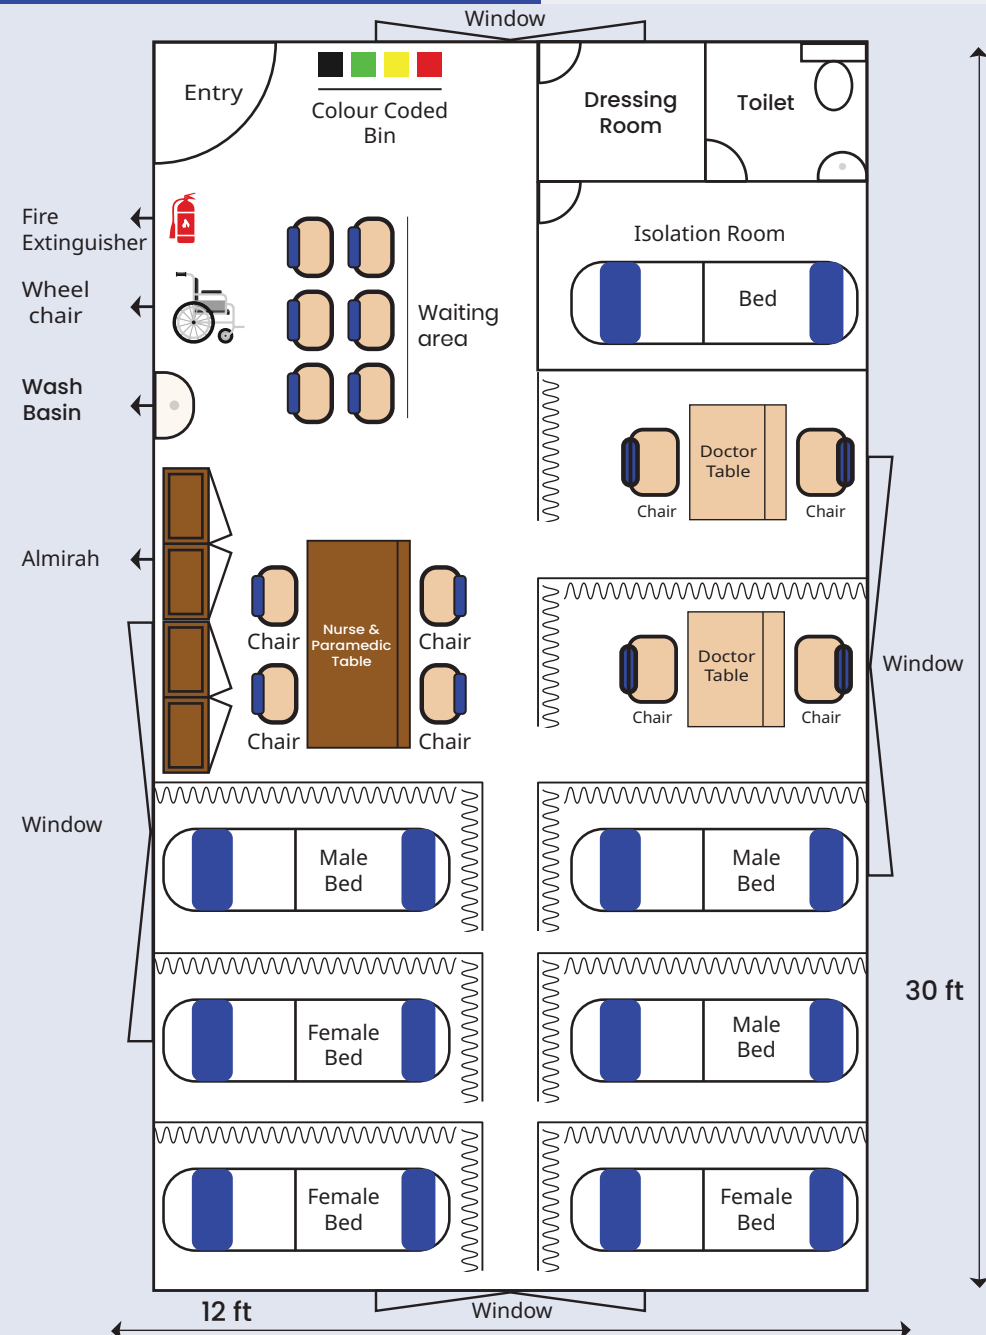 Window
Entry
Colour Coded
Bin
Dressing
Room
Toilet
Fire
Extinguisher
Isolation Room
Wheel
chair
Bed
Waiting
area
Wash
Basin
Doctor
Table
Chair
Chair
Almirah
Nurse &
Paramedic
Table
Chair
Chair
Chair
Chair
Doctor
Table
Chair
Chair
Window
Window
Male
Bed
Male
Bed
Female
Bed
Male
Bed
30 ft
Female
Bed
Female
Bed
12 ft
Window